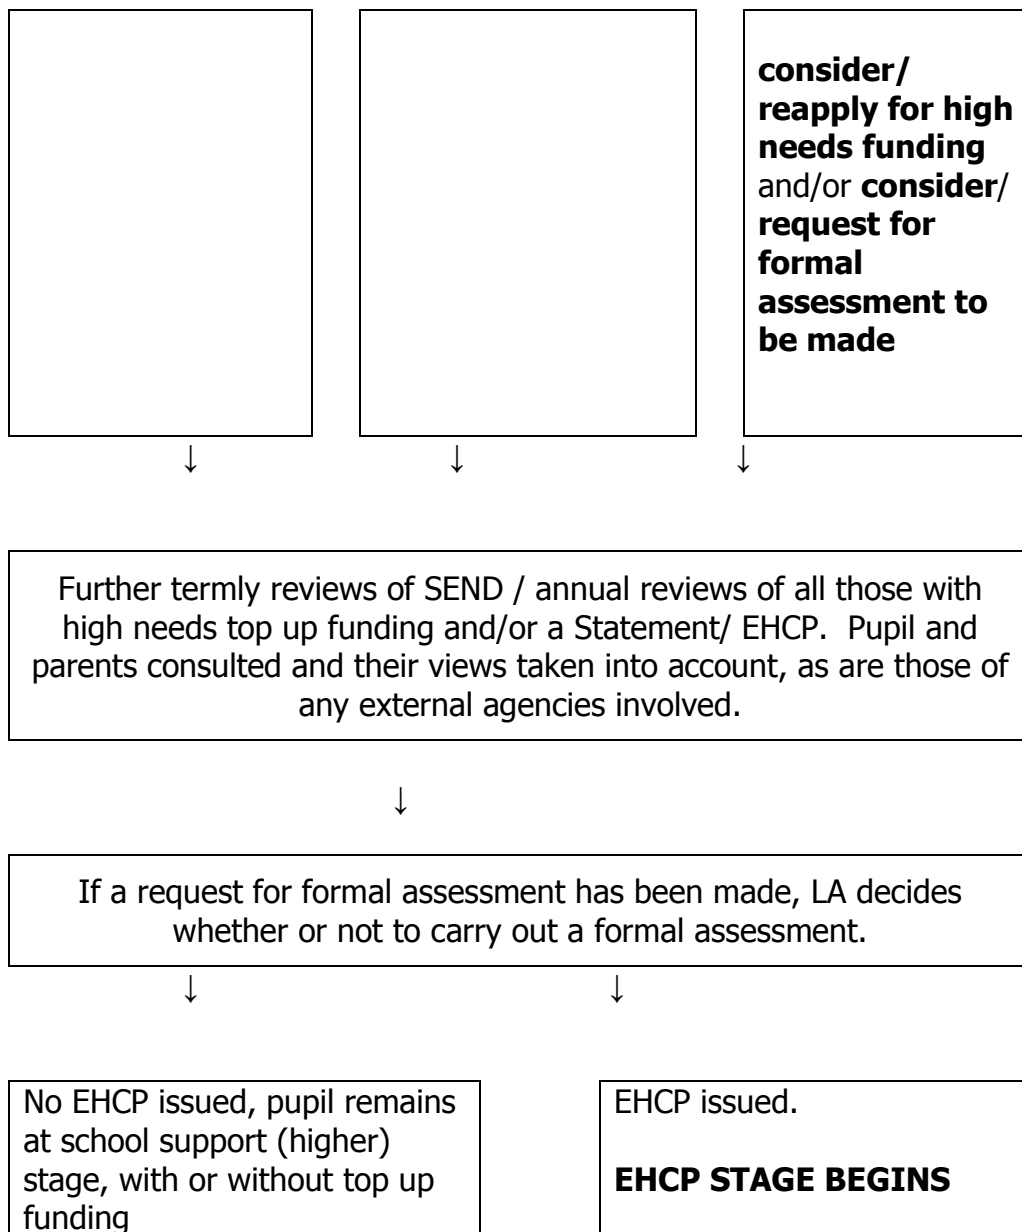 consider/
reapply for high
needs funding
and/or consider/
request for
formal
assessment to
be made
↓ ↓ ↓
Further termly reviews of SEND / annual reviews of all those with
high needs top up funding and/or a Statement/ EHCP. Pupil and
parents consulted and their views taken into account, as are those of
any external agencies involved.
↓
If a request for formal assessment has been made, LA decides
whether or not to carry out a formal assessment.
↓ ↓
No EHCP issued, pupil remains
at school support (higher)
stage, with or without top up
funding
EHCP issued.
EHCP STAGE BEGINS